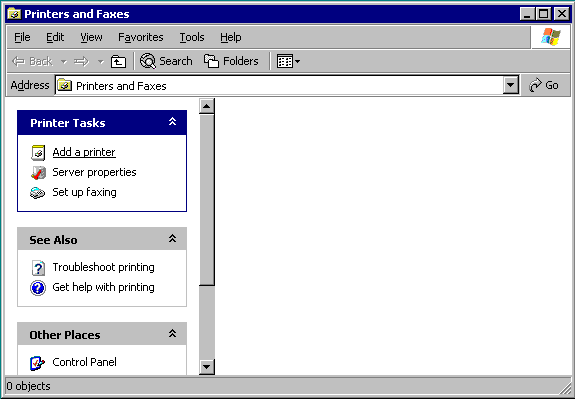 Printers and Faxes
File Edit View Favorites Tools Help
Back Search Folders
Address Printers and Faxes Go
Printer Tasks
Add a printer
Server properties
Set up faxing
See Also
Troubleshoot printing
Get help with printing
Other Places
Control Panel
0 objects